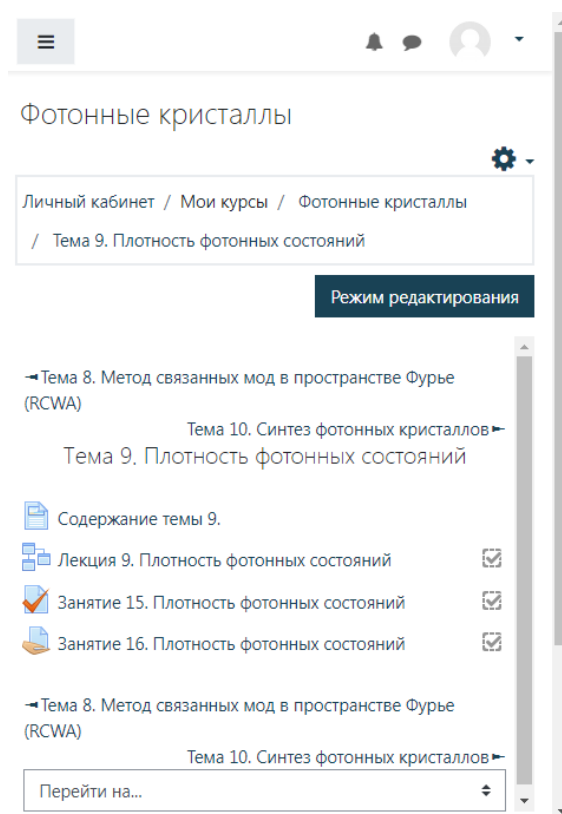 Фотонные кристаллы
Личный кабинет / Мои курсы / Фотонные кристаллы
/ Тема 9. Плотность фотонных состояний
Режим редактирования
Тема 8. Метод связанных мод в пространстве Фурье
(RCWA)
Тема 10. Синтез фотонных кристаллов
Тема 9. Плотность фотонных состояний
Содержание темы 9.
Лекция 9. Плотность фотонных состояний
Занятие 15. Плотность фотонных состояний
Занятие 16. Плотность фотонных состояний
Тема 8. Метод связанных мод в пространстве Фурье
(RCWA)
Тема 10. Синтез фотонных кристаллов
Перейти на...